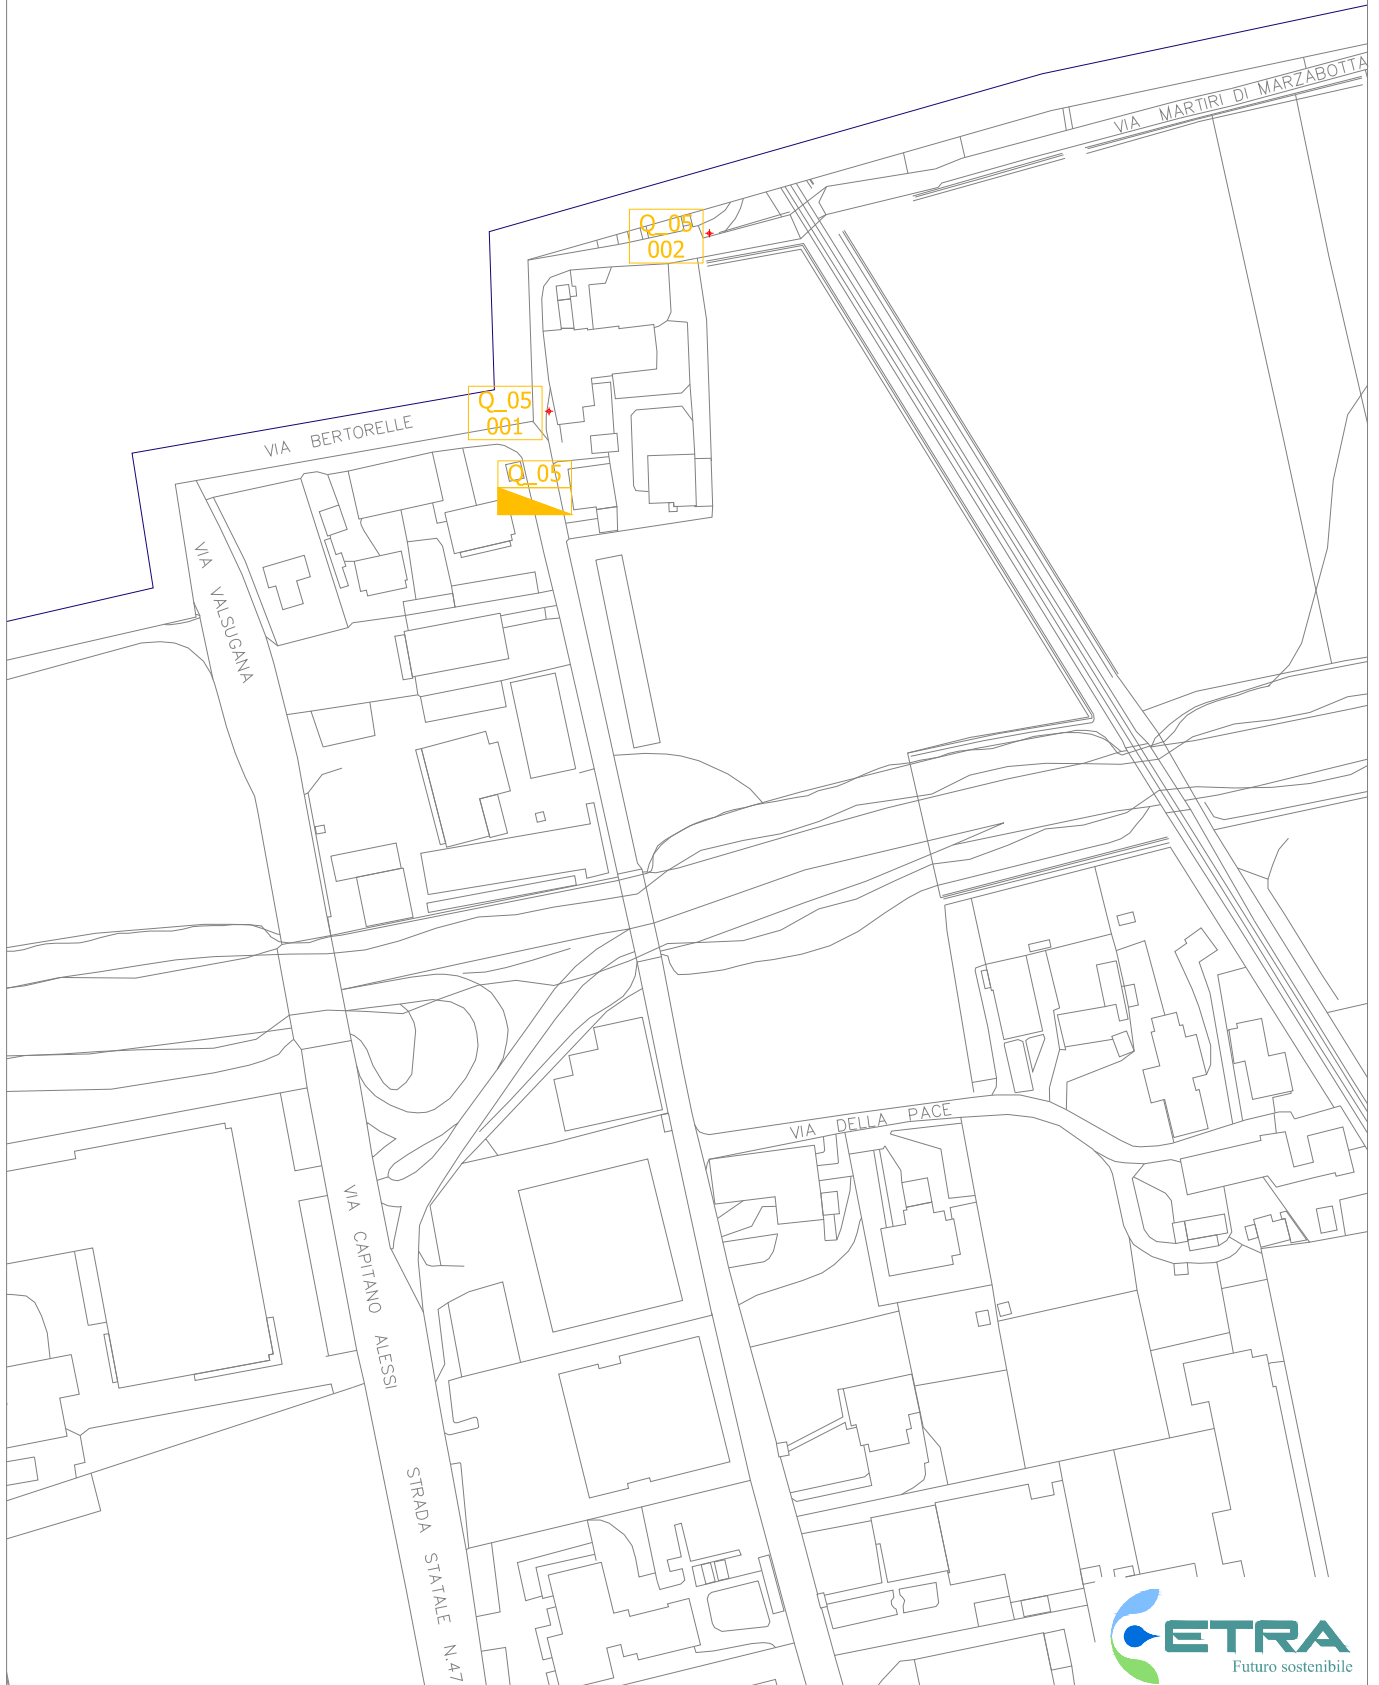 VIA MARTIRI DI MARZABOTTA
Q_05
002
Q_05
001
VIA BERTORELLE
Q_05
VIA VALSUGANA
VIA DELLA PACE
VIA CAPITANO ALESSI
STRADA STATALE N.47
ETRA
Futuro sostenibile